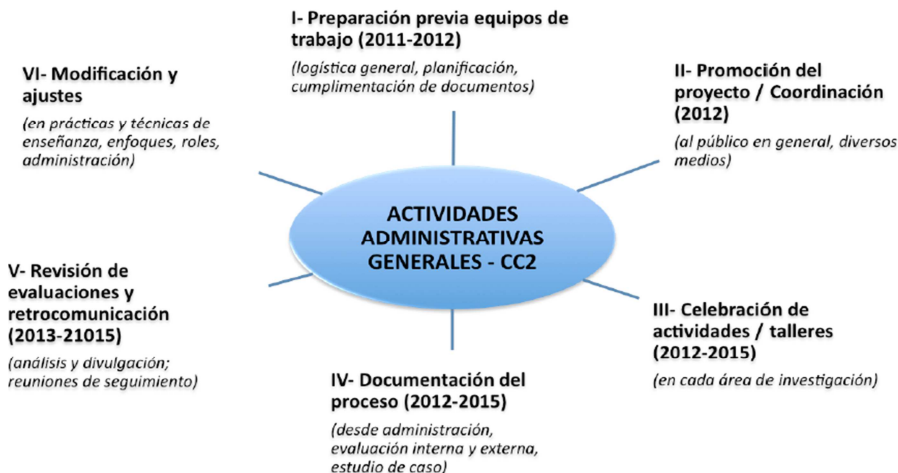 I- Preparación previa equipos de
trabajo (2011-2012)
(logística general, planificación,
cumplimentación de documentos)
II- Promoción del
proyecto / Coordinación
(2012)
(al público en general, diversos
medios)
III- Celebración de
actividades / talleres
(2012-2015)
(en cada área de investigación)
IV- Documentación del
proceso (2012-2015)
(desde administración,
evaluación interna y externa,
estudio de caso)
V- Revisión de
evaluaciones y
retrocomunicación
(2013-21015)
(análisis y divulgación;
reuniones de seguimiento)
VI- Modificación y
ajustes
(en prácticas y técnicas de
enseñanza, enfoques, roles,
administración)
ACTIVIDADES
ADMINISTRATIVAS
GENERALES - CC2